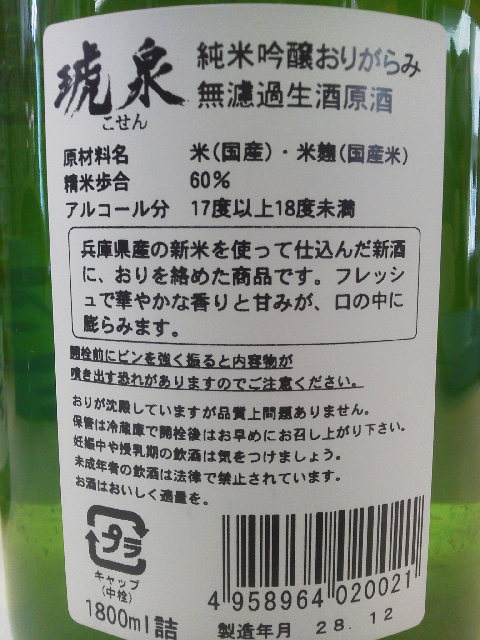 琥泉
こせん
純米吟醸おりがらみ
無濾過生酒原酒
原材料名 米(国産)・米麹(国産米)
精米歩合 60%
アルコール分 17度以上18度未満
兵庫県産の新米を使って仕込んだ新酒
に、おりを絡めた商品です。フレッシ
ュで華やかな香りと甘みが、口の中に
膨らみます。
開栓前にビンを強く振ると内容物が
噴き出す恐れがありますのでご注意ください。
おりが沈殿していますが品質上問題ありません。
保管は冷蔵庫で開栓後はお早めにお召し上がり下さい。
妊娠中や授乳期の飲酒は気をつけましょう。
未成年者の飲酒は法律で禁止されています。
お酒はおいしく適量を。
プラ
キャップ
(中栓)
1800ml詰
4 958964 020021
製造年月 28.12